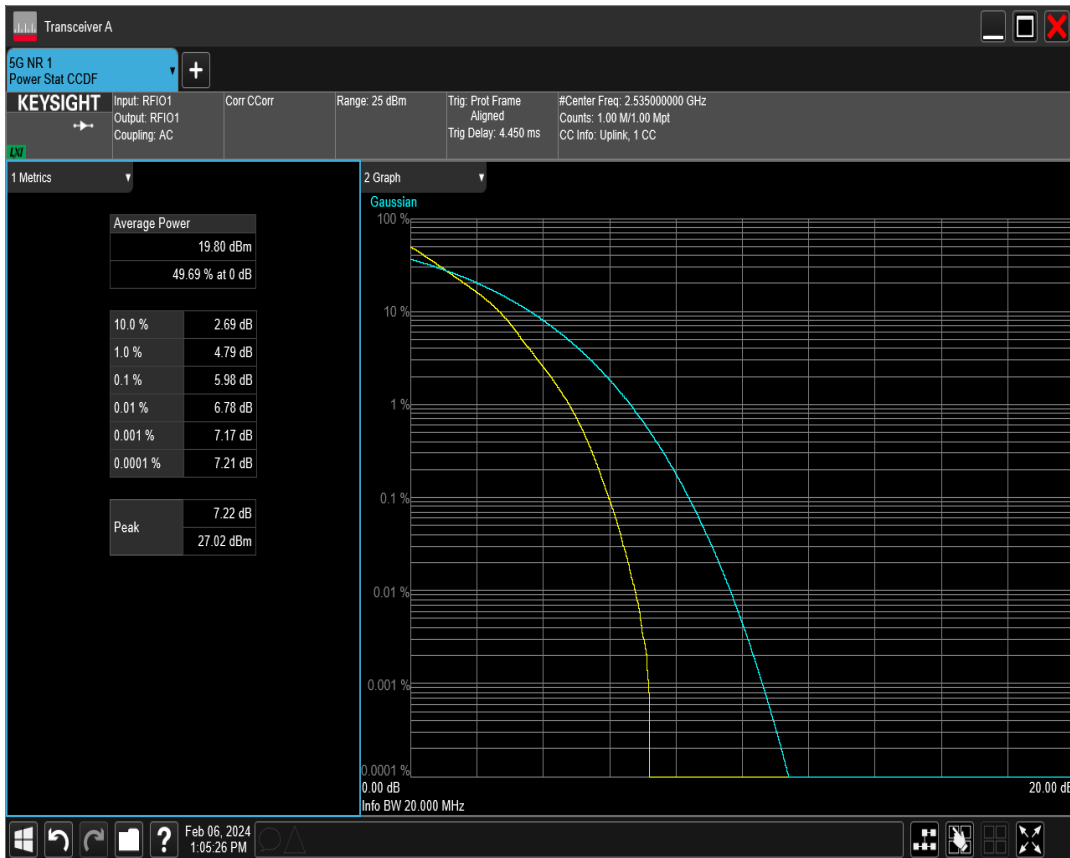 Transceiver A
5G NR 1
Power Stat CCDF
KEYSIGHT
LXI
Input: RFIO1
Output: RFIO1
Coupling: AC
Corr CCorr
Range: 25 dBm
Trig: Prot Frame
Aligned
Trig Delay: 4.450 ms
#Center Freq: 2.535000000 GHz
Counts: 1.00 M/1.00 Mpt
CC Info: Uplink, 1 CC
1 Metrics
Average Power
19.80 dBm
49.69 % at 0 dB
10.0 % 2.69 dB
1.0 % 4.79 dB
0.1 % 5.98 dB
0.01 % 6.78 dB
0.001 % 7.17 dB
0.0001 % 7.21 dB
Peak
7.22 dB
27.02 dBm
2 Graph
Gaussian
100 %
10 %
1 %
0.1 %
0.01 %
0.001 %
0.0001 %
0.00 dB 20.00 dB
Info BW 20.000 MHz
Feb 06, 2024
1:05:26 PM